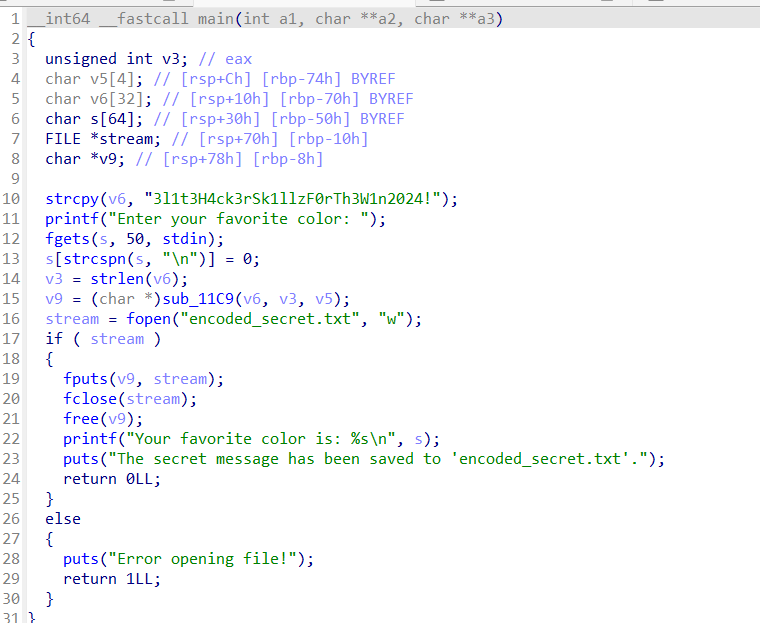 1 __int64 __fastcall main(int a1, char **a2, char **a3)
2 {
3   unsigned int v3; // eax
4   char v5[4]; // [rsp+Ch] [rbp-74h] BYREF
5   char v6[32]; // [rsp+10h] [rbp-70h] BYREF
6   char s[64]; // [rsp+30h] [rbp-50h] BYREF
7   FILE *stream; // [rsp+70h] [rbp-10h]
8   char *v9; // [rsp+78h] [rbp-8h]
9
10   strcpy(v6, "3l1t3H4ck3rSk1llzF0rTh3W1n2024!");
11   printf("Enter your favorite color: ");
12   fgets(s, 50, stdin);
13   s[strcspn(s, "\n")] = 0;
14   v3 = strlen(v6);
15   v9 = (char *)sub_11C9(v6, v3, v5);
16   stream = fopen("encoded_secret.txt", "w");
17   if ( stream )
18   {
19     fputs(v9, stream);
20     fclose(stream);
21     free(v9);
22     printf("Your favorite color is: %s\n", s);
23     puts("The secret message has been saved to 'encoded_secret.txt'.");
24     return 0LL;
25   }
26   else
27   {
28     puts("Error opening file!");
29     return 1LL;
30   }
31 }